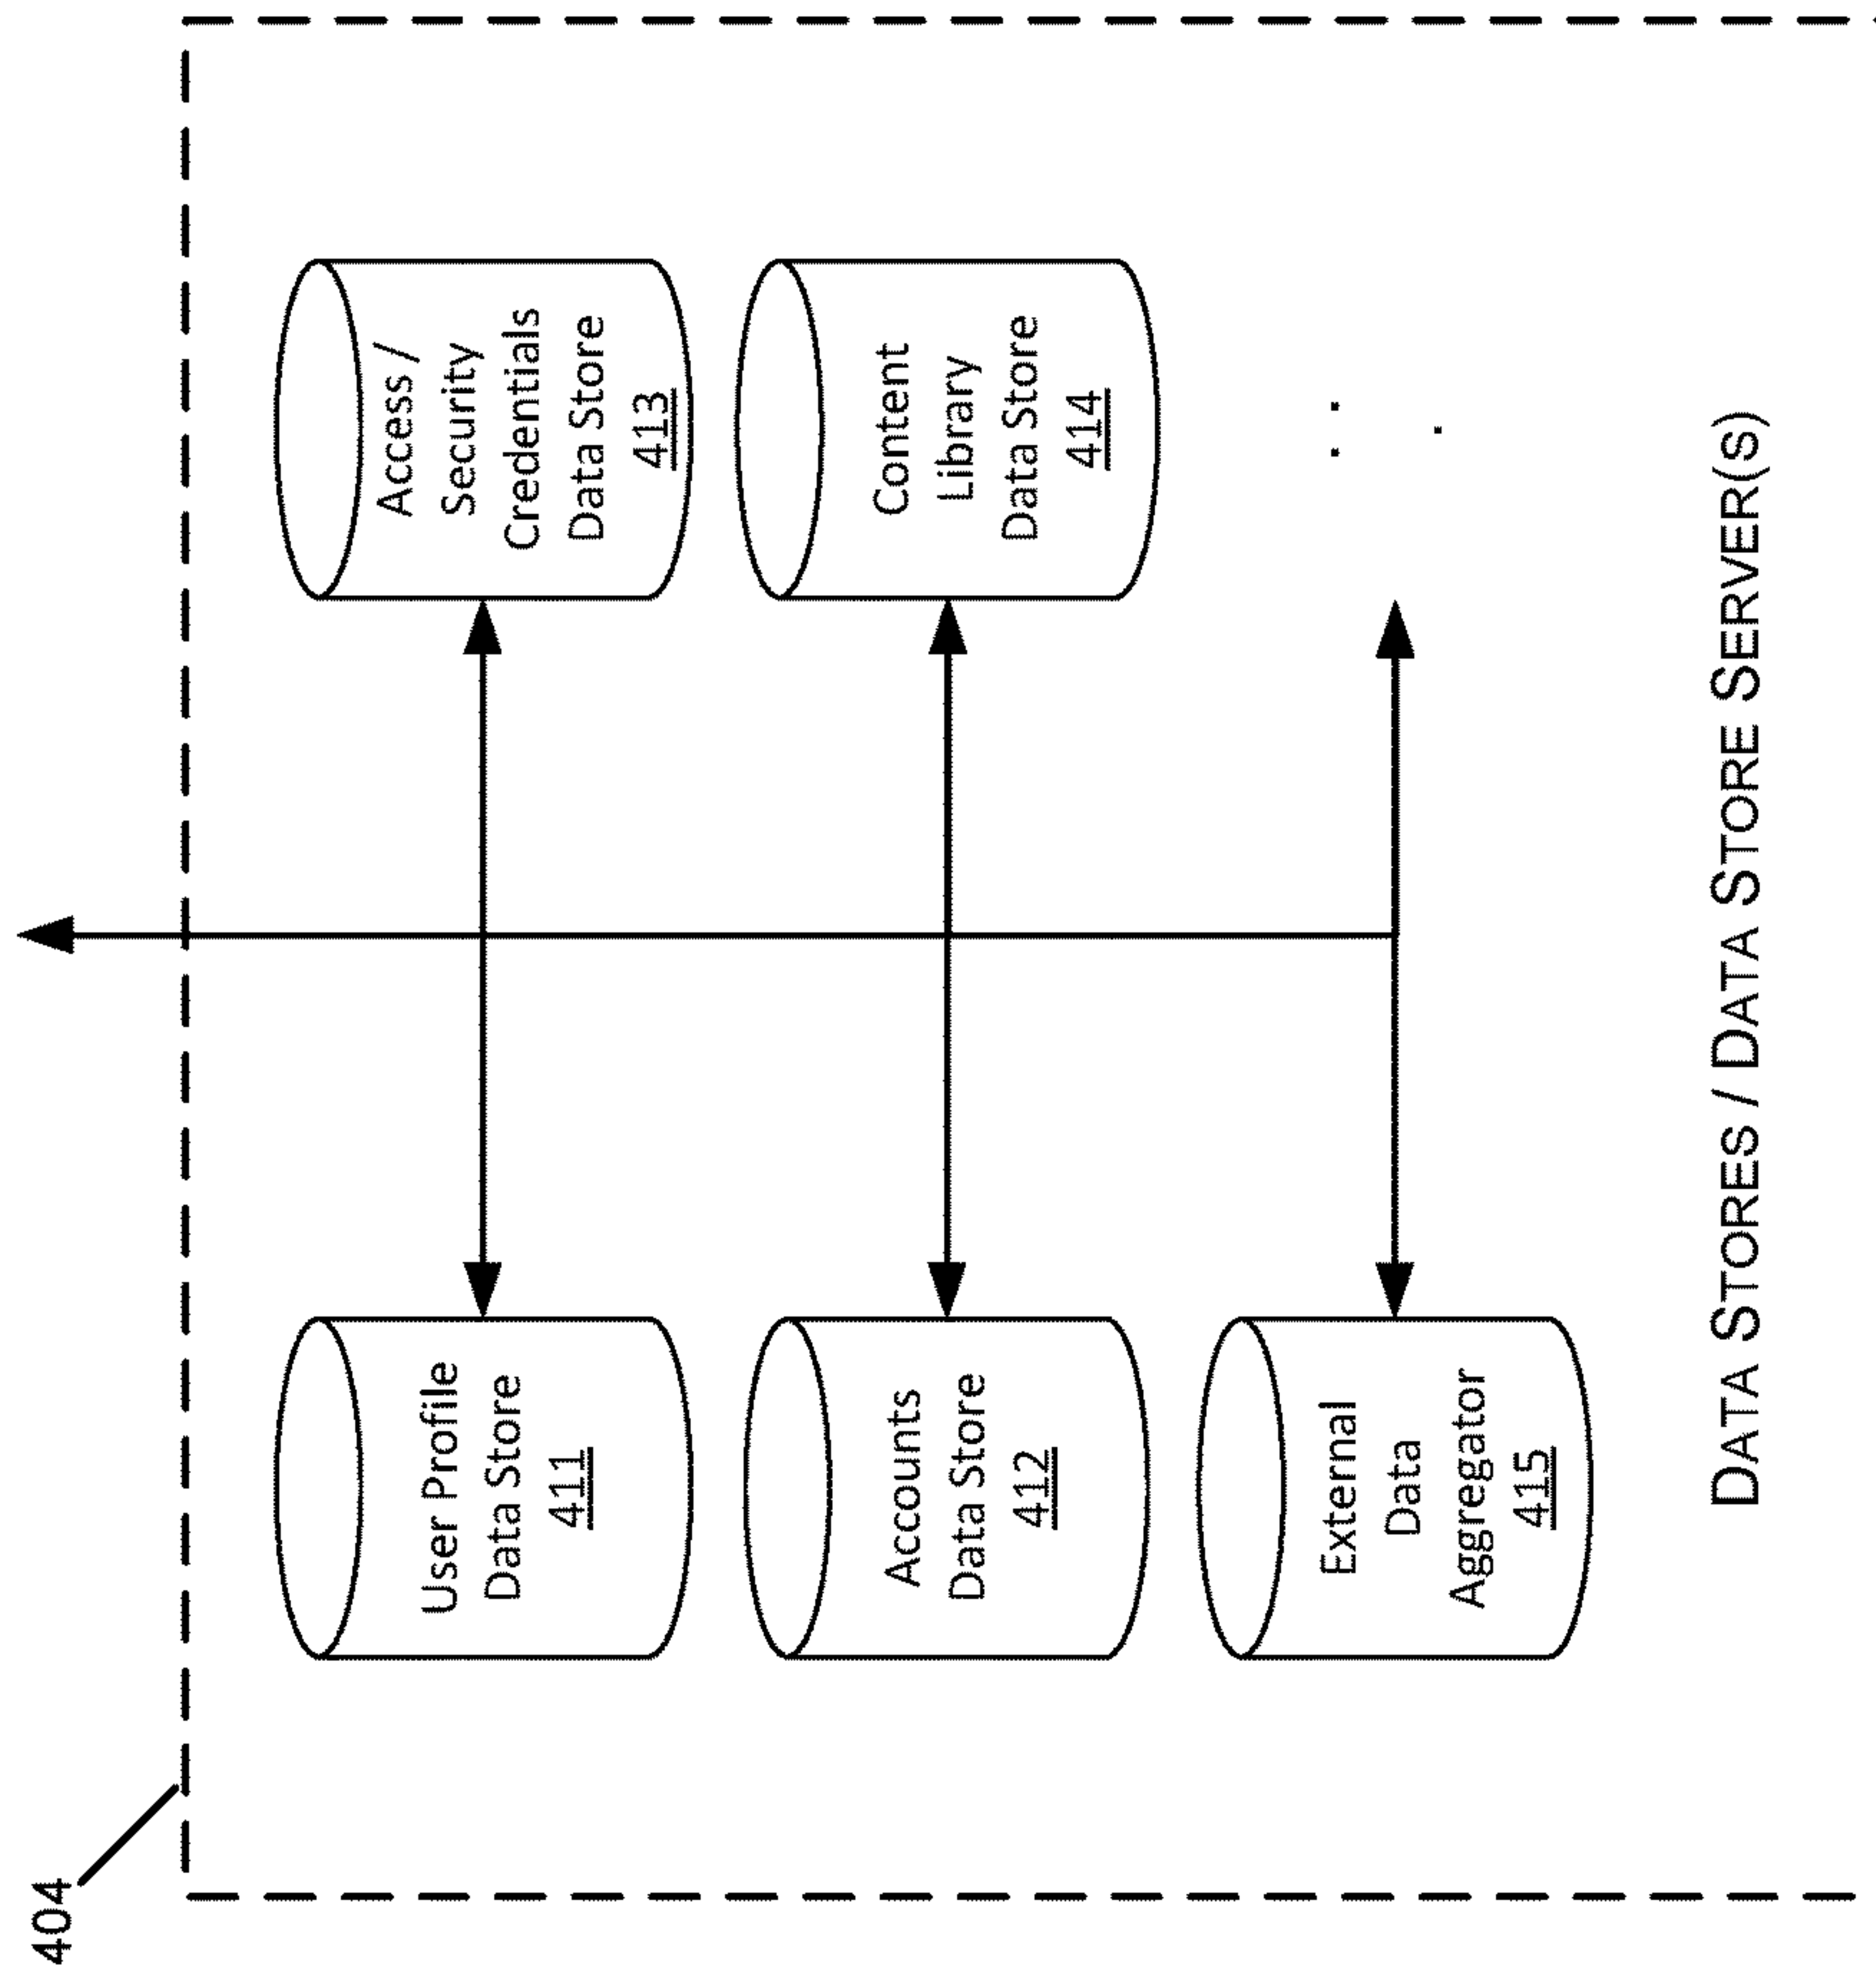 404
User Profile
Data Store
411
Access /
Security
Credentials
Data Store
413
Accounts
Data Store
412
Content
Library
Data Store
414
External
Data
Aggregator
415
DATA STORES / DATA STORE SERVER(S)